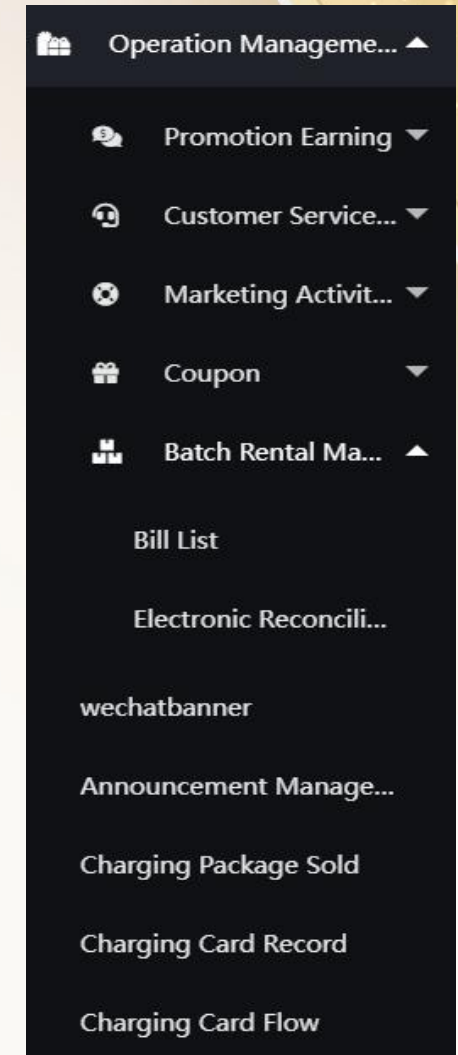 Operation Manageme...
Promotion Earning
Customer Service...
Marketing Activit...
Coupon
Batch Rental Ma...
Bill List
Electronic Reconcili...
wechatbanner
Announcement Manage...
Charging Package Sold
Charging Card Record
Charging Card Flow